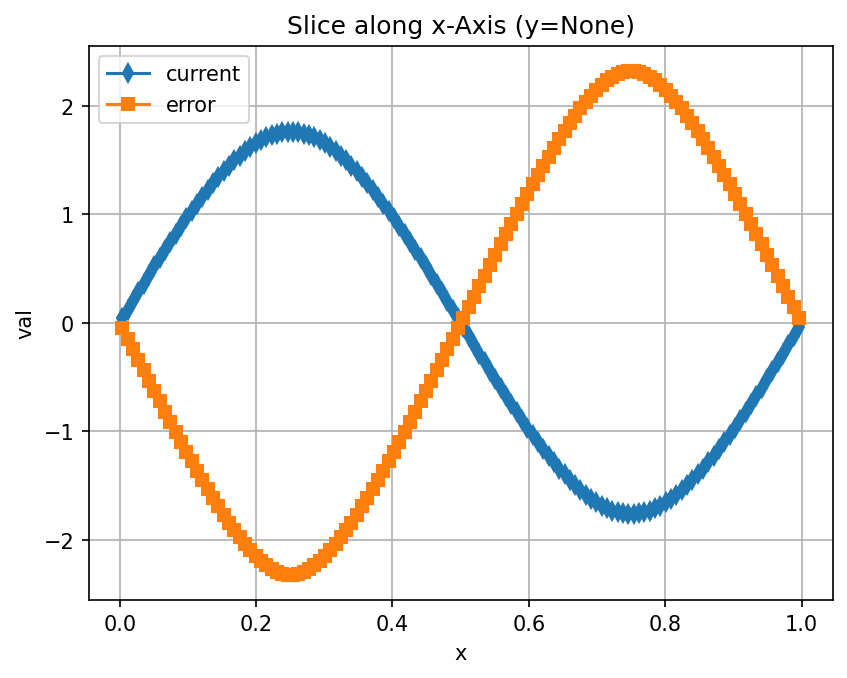 Slice along x-Axis (y=None)
current
error
2
1
0
−1
−2
val
0.0 0.2 0.4 0.6 0.8 1.0
x